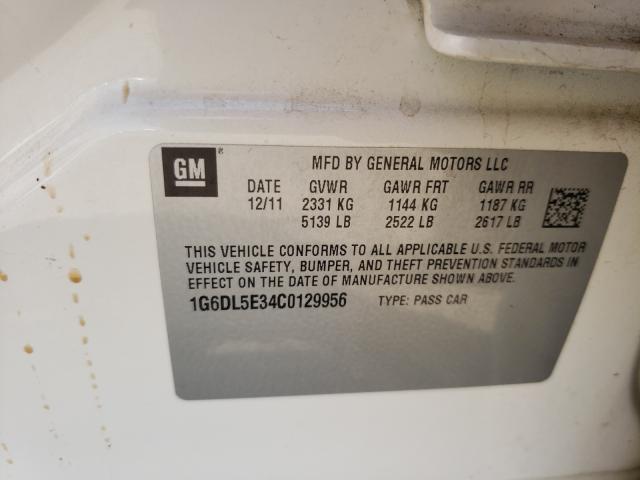 GM ®
MFD BY GENERAL MOTORS LLC
DATE GVWR GAWR FRT GAWR RR
12/11 2331 KG 1144 KG 1187 KG
5139 LB 2522 LB 2617 LB
THIS VEHICLE CONFORMS TO ALL APPLICABLE U.S. FEDERAL MOTOR
VEHICLE SAFETY, BUMPER, AND THEFT PREVENTION STANDARDS IN
EFFECT ON THE DATE OF MANUFACTURE SHOWN ABOVE.
1G6DL5E34C0129956 TYPE: PASS CAR